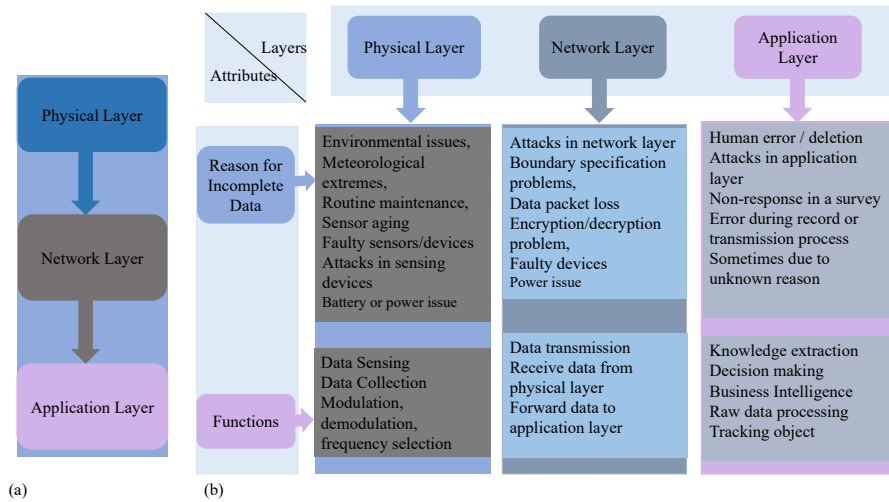 Physical Layer
Network Layer
Application Layer
(a)
Layers
Attributes
Physical Layer
Network Layer
Application
Layer
Reason for
Incomplete
Data
Environmental issues,
Meteorological
extremes,
Routine maintenance,
Sensor aging
Faulty sensors/devices
Attacks in sensing
devices
Battery or power issue
Attacks in network layer
Boundary specification
problems,
Data packet loss
Encryption/decryption
problem,
Faulty devices
Power issue
Human error / deletion
Attacks in application
layer
Non-response in a survey
Error during record or
transmission process
Sometimes due to
unknown reason
Functions
Data Sensing
Data Collection
Modulation,
demodulation,
frequency selection
Data transmission
Receive data from
physical layer
Forward data to
application layer
Knowledge extraction
Decision making
Business Intelligence
Raw data processing
Tracking object
(b)